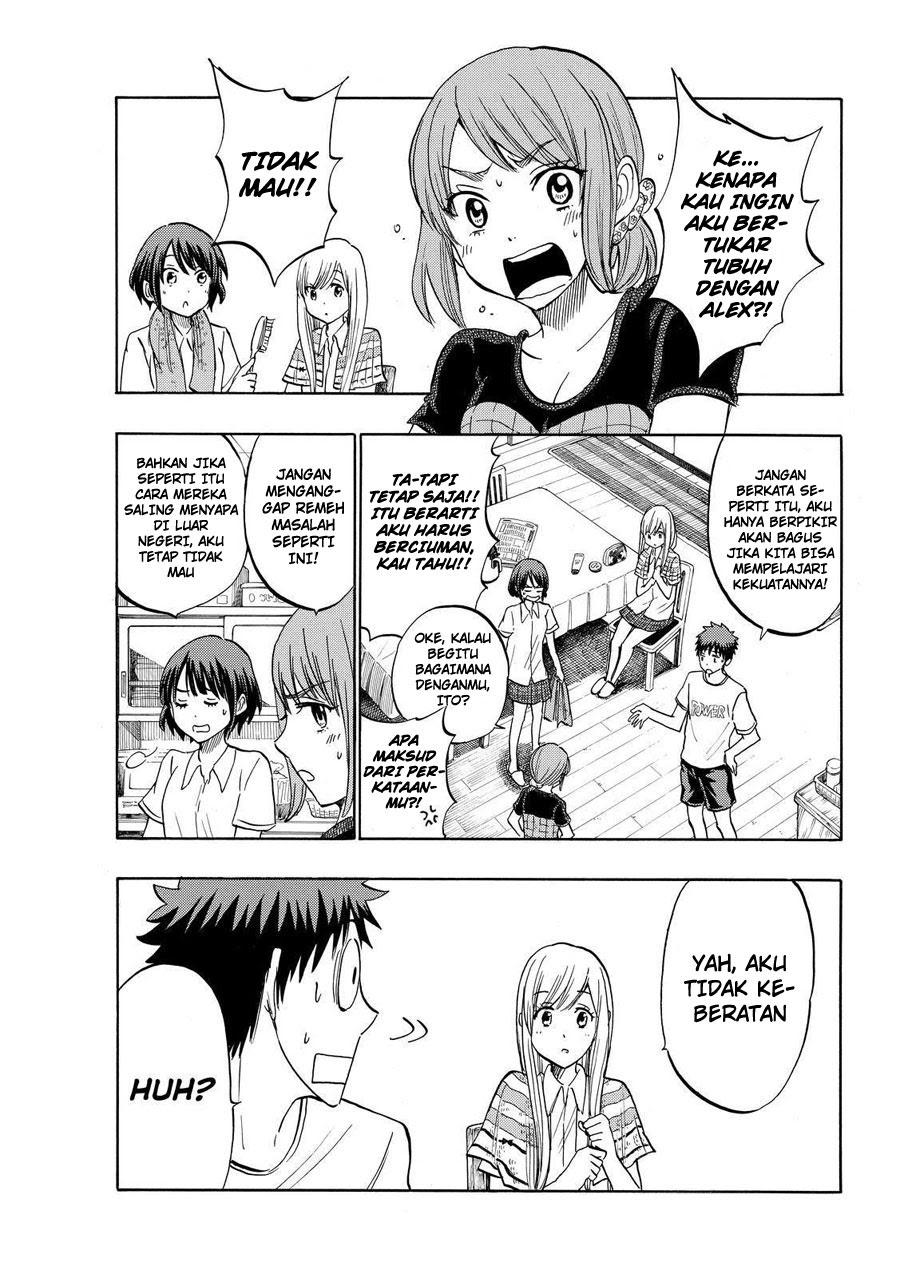 KE...
KENAPA
KAU INGIN
AKU BER-
TUKAR
TUBUH
DENGAN
ALEX?!
TIDAK
MAU!!
JANGAN
BERKATA SE-
PERTI ITU, AKU
HANYA BERPIKIR
AKAN BAGUS
JIKA KITA BISA
MEMPELAJARI
KEKUATANNYA!
TA-TAPI
TETAP SAJA!!
ITU BERARTI
AKU HARUS
BERCIUMAN,
KAU TAHU!!
OKE, KALAU
BEGITU
BAGAIMANA
DENGANMU,
ITO?
APA
MAKSUD
DARI PER-
KATAAN-
MU?!
POWER
JANGAN
MENGANG-
GAP REMEH
MASALAH
SEPERTI
INI!
BAHKAN JIKA
SEPERTI ITU
CARA MEREKA
SALING MENYAPA
DI LUAR
NEGERI, AKU
TETAP TIDAK
MAU
YAH, AKU
TIDAK KE-
BERATAN
HUH?